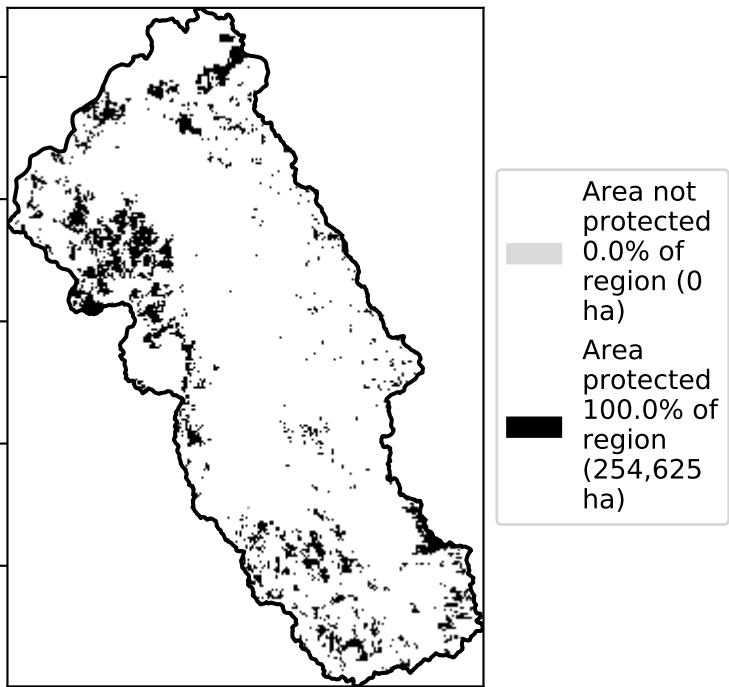 Area not
protected
0.0% of
region (0
ha)
Area
protected
100.0% of
region
(254,625
ha)